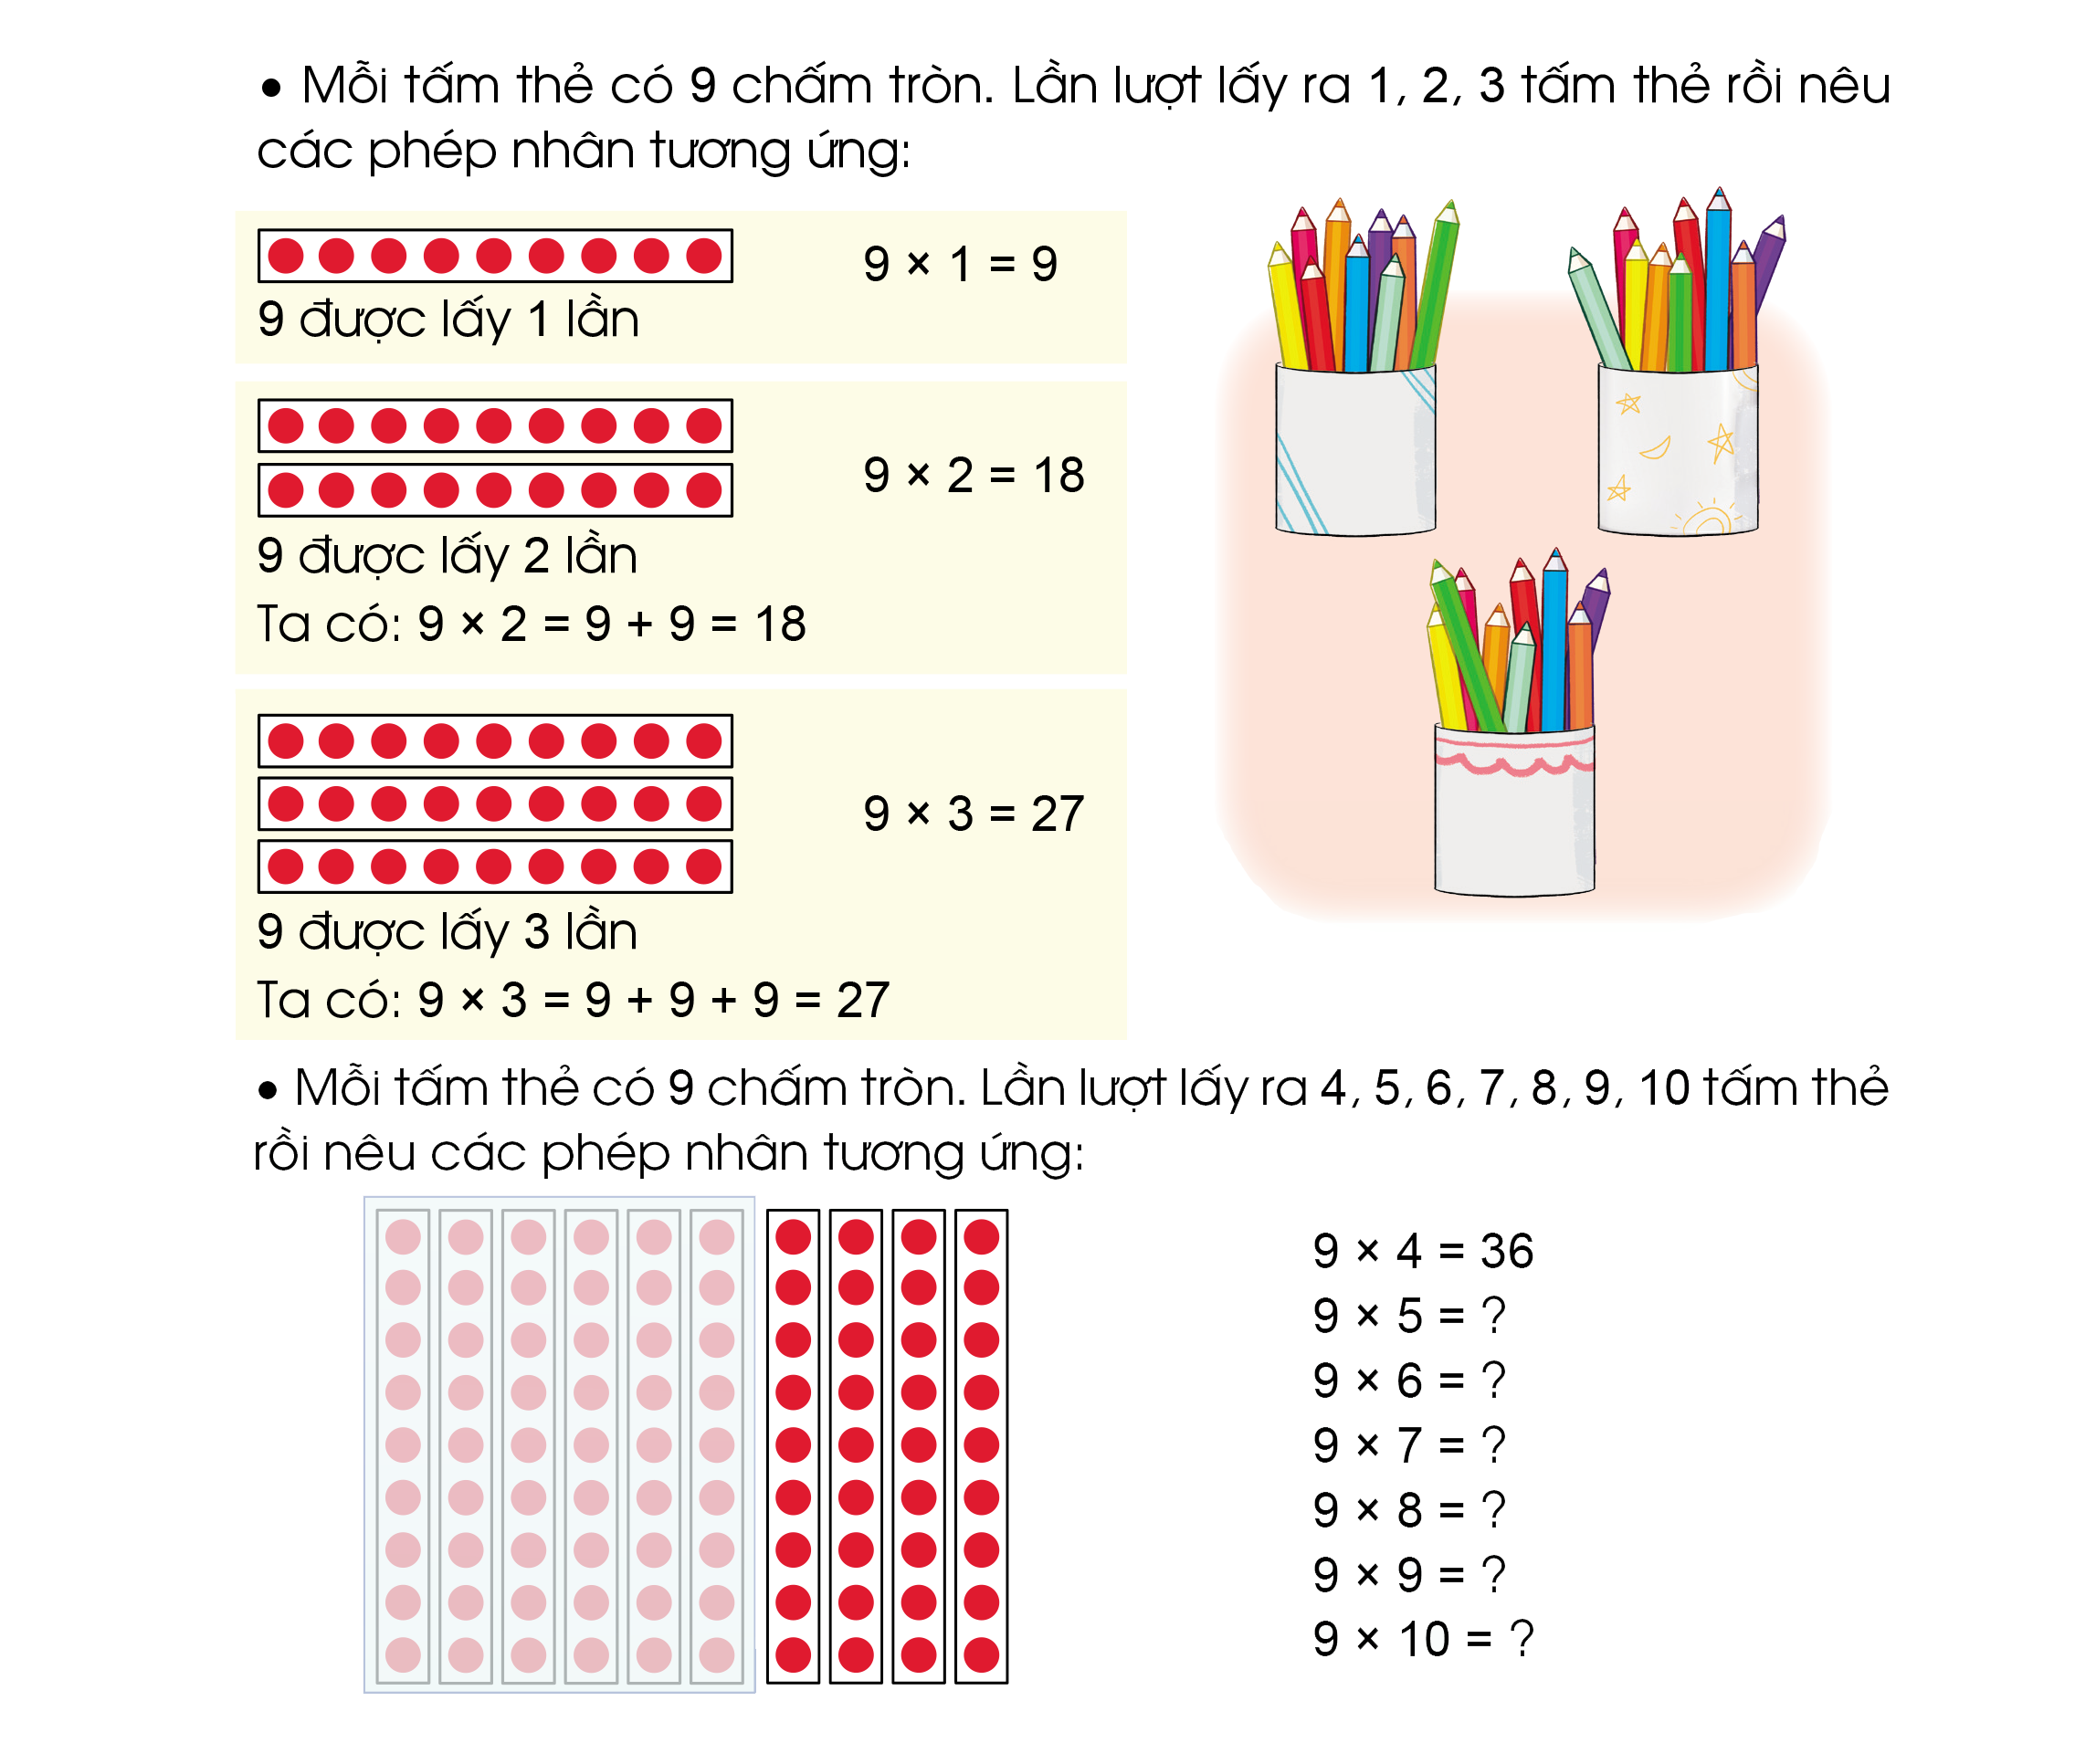 ● Mỗi tấm thẻ có 9 chấm tròn. Lần lượt lấy ra 1, 2, 3 tấm thẻ rồi nêu
các phép nhân tương ứng:
9 × 1 = 9
9 được lấy 1 lần
9 × 2 = 18
9 được lấy 2 lần
Ta có: 9 × 2 = 9 + 9 = 18
9 × 3 = 27
9 được lấy 3 lần
Ta có: 9 × 3 = 9 + 9 + 9 = 27
● Mỗi tấm thẻ có 9 chấm tròn. Lần lượt lấy ra 4, 5, 6, 7, 8, 9, 10 tấm thẻ
rồi nêu các phép nhân tương ứng:
9 × 4 = 36
9 × 5 = ?
9 × 6 = ?
9 × 7 = ?
9 × 8 = ?
9 × 9 = ?
9 × 10 = ?